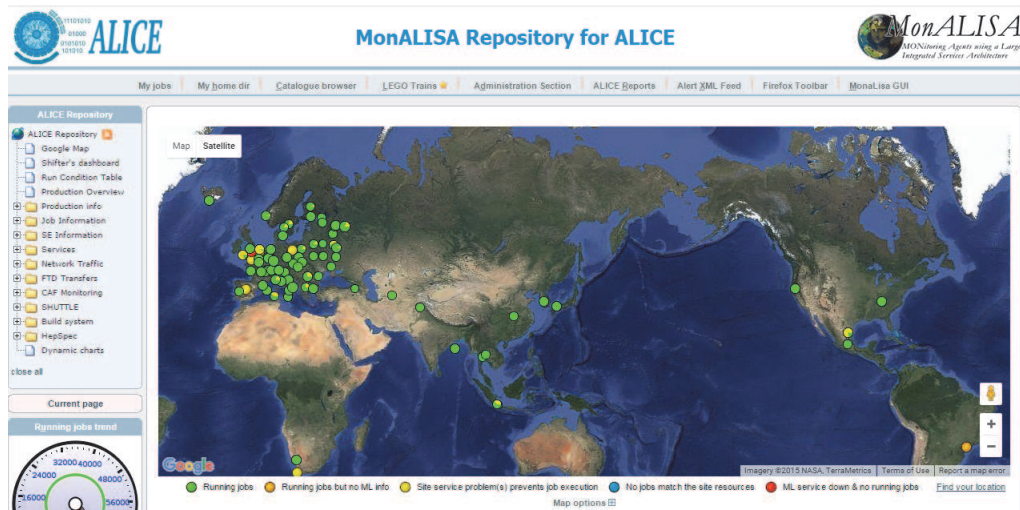 11101010
01000
0101010
101010
ALICE
MonALISA Repository for ALICE
MonALISA
MONitoring Agents using a Large
Integrated Services Architecture
My jobs My home dir Catalogue browser LEGO Trains Administration Section ALICE Reports Alert XML Feed Firefox Toolbar MonaLisa GUI
ALICE Repository
ALICE Repository
Google Map
Shifter's dashboard
Run Condition Table
Production Overview
Production info
Job Information
SE Information
Services
Network Traffic
FTD Transfers
CAF Monitoring
SHUTTLE
Build system
HepSpec
Dynamic charts
close all
Current page
Running jobs trend
32000 40000
24000 48000
16000 56000
Map Satellite
Google
Imagery ©2015 NASA, TerraMetrics Terms of Use Report a map error
Running jobs Running jobs but no ML info Site service problem(s) prevents job execution No jobs match the site resources ML service down & no running jobs Find your location
Map options